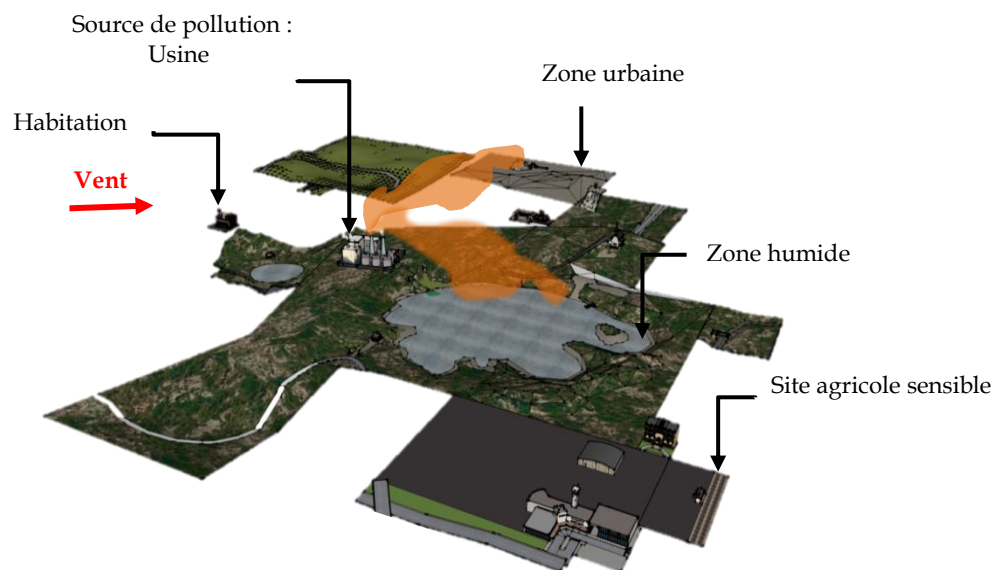 Source de pollution :
Usine
Zone urbaine
Habitation
Vent
Zone humide
Site agricole sensible